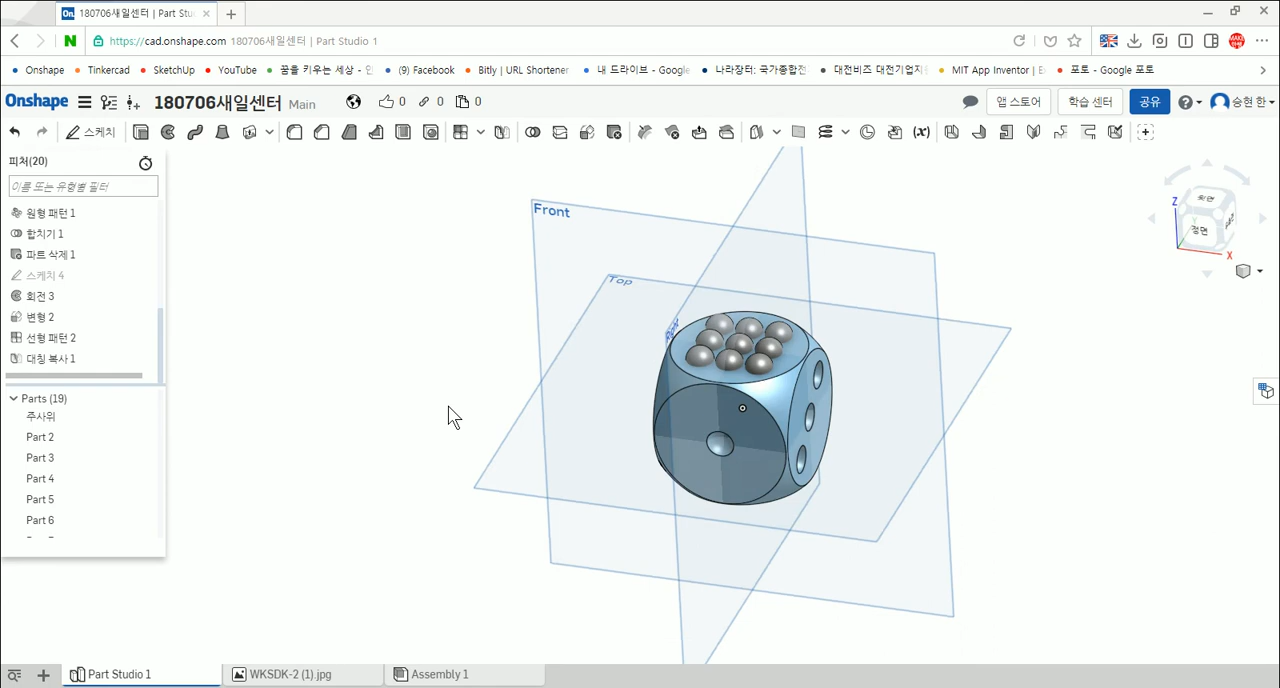 180706새일센터 | Part Stu
https://cad.onshape.com 180706새일센터 | Part Studio 1
Onshape Tinkercad SketchUp YouTube 꿈을 키우는 세상 - 인 (9) Facebook Bitly | URL Shortener 내 드라이브 - Google 나라장터: 국가종합전 대전비즈 대전기업지원 MIT App Inventor | E 포토 - Google 포토
Onshape 180706새일센터 Main 0 0 0 앱 스토어 학습 센터 공유 승현 한
스케치 (x)
피처(20)
이름 또는 유형별 필터
원형 패턴 1
합치기 1
파트 삭제 1
스케치 4
회전 3
변형 2
선형 패턴 2
대칭 복사 1
Parts (19)
주사위
Part 2
Part 3
Part 4
Part 5
Part 6
Front
Top
Right
Z
윗면
정면
X
Part Studio 1 WKSDK-2 (1).jpg Assembly 1